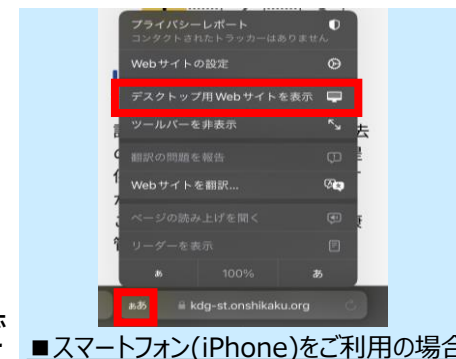 プライバシーレポート
コンタクトされたトラッカーはありません
Webサイトの設定
デスクトップ用Webサイトを表示
ツールバーを非表示
翻訳の問題を報告
Webサイトを翻訳...
ページの読み上げを開く
リーダーを表示
ぁ 100% あ
ぁあ kdg-st.onshikaku.org
■スマートフォン(iPhone)をご利用の場合